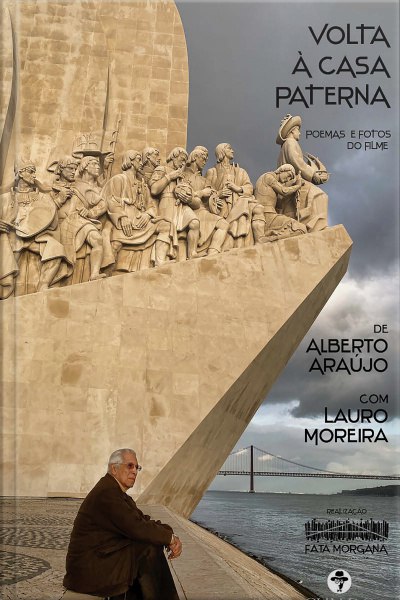 VOLTA
À CASA
PATERNA
POEMAS E FOTOS
DO FILME
DE
ALBERTO
ARAÚJO
COM
LAURO
MOREIRA
REALIZAÇÃO
FATA MORGANA